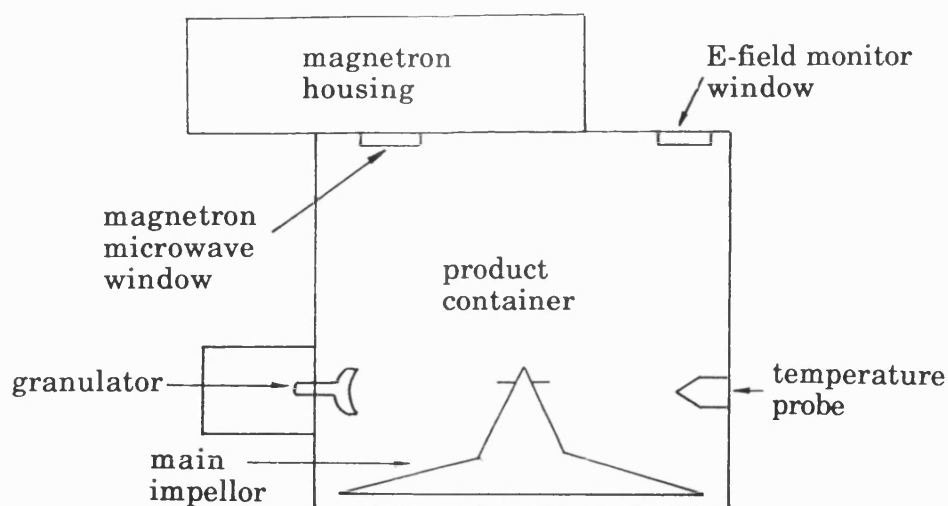 magnetron
housing
E-field monitor
window
magnetron
microwave
window
product
container
granulator
temperature
probe
main
impellor